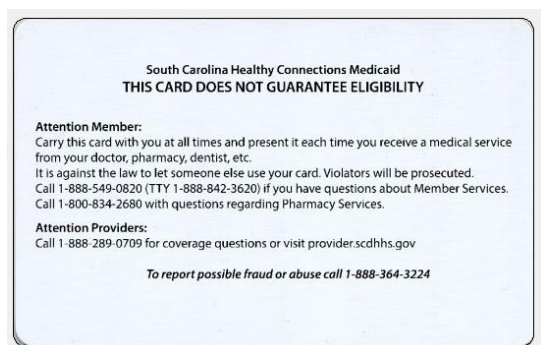 South Carolina Healthy Connections Medicaid
THIS CARD DOES NOT GUARANTEE ELIGIBILITY
Attention Member:
Carry this card with you at all times and present it each time you receive a medical service
from your doctor, pharmacy, dentist, etc.
It is against the law to let someone else use your card. Violators will be prosecuted.
Call 1-888-549-0820 (TTY 1-888-842-3620) if you have questions about Member Services.
Call 1-800-834-2680 with questions regarding Pharmacy Services.
Attention Providers:
Call 1-888-289-0709 for coverage questions or visit provider.scdhhs.gov
To report possible fraud or abuse call 1-888-364-3224